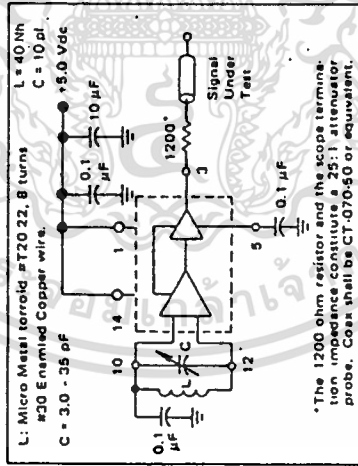 L: Micro Metal torroid #T20 22, 8 turns
#30 Enamled Copper wire.
C = 3.0 - 35 pF
L = 40 Nh
C = 10 pf
+5.0 Vdc
10 µF
0.1
µF
1200*
Signal
Under
Test
14
1
3
10
C
L
12
5
0.1 µF
0.1
µF
*The 1200 ohm resistor and the scope termina-
tion impedance constitute a 25:1 attenuator
probe. Coax shall be CT-070-50 or equivalent.